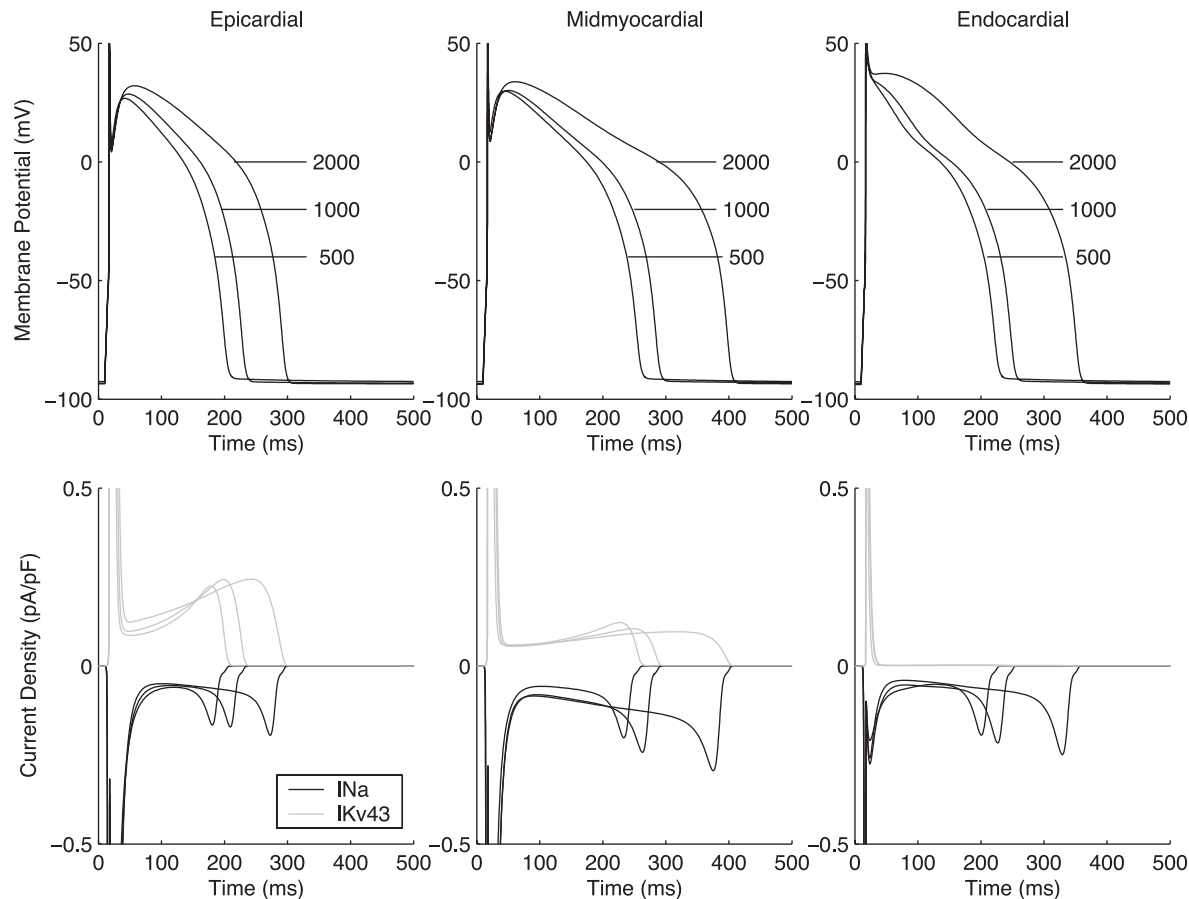 Epicardial
Midmyocardial
Endocardial
Membrane Potential (mV)
50
0
−50
−100
2000
1000
500
0 100 200 300 400 500
Time (ms)
50
0
−50
−100
2000
1000
500
0 100 200 300 400 500
Time (ms)
50
0
−50
−100
2000
1000
500
0 100 200 300 400 500
Time (ms)
Current Density (pA/pF)
0.5
0
−0.5
INa
IKv43
0 100 200 300 400 500
Time (ms)
0.5
0
−0.5
0 100 200 300 400 500
Time (ms)
0.5
0
−0.5
0 100 200 300 400 500
Time (ms)